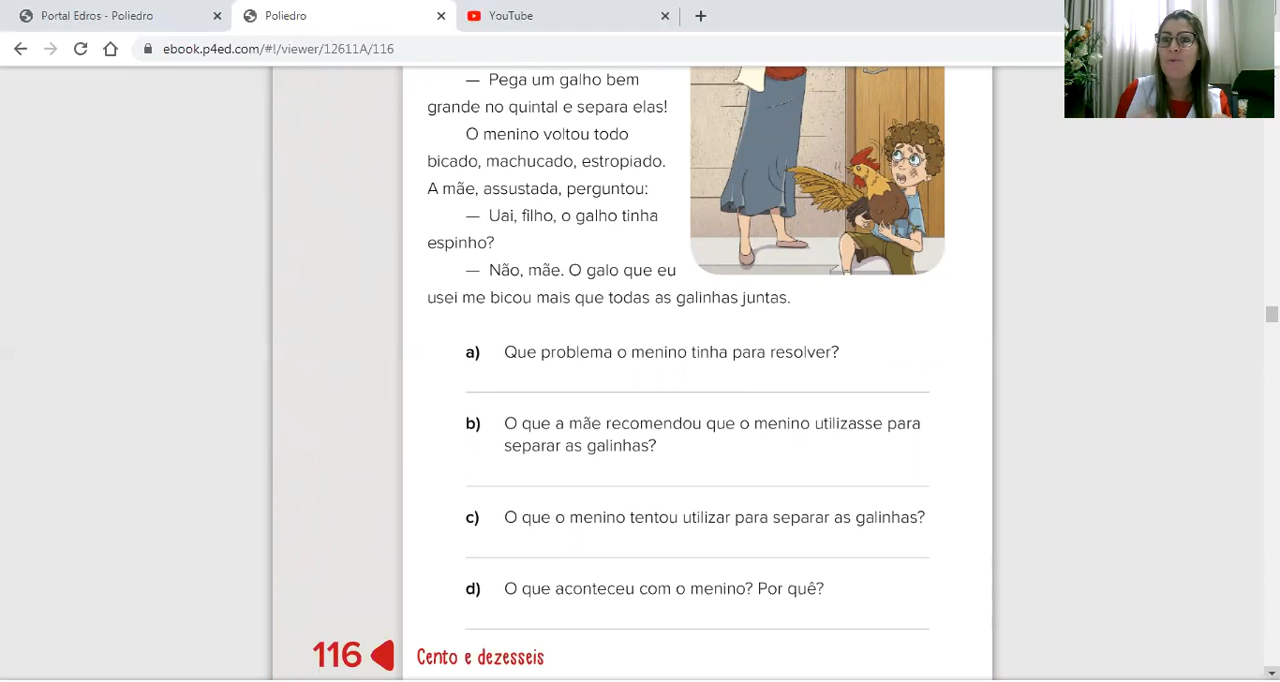 Portal Edros - Poliedro
Poliedro
YouTube
ebook.p4ed.com/#!/viewer/12611A/116
— Pega um galho bem
grande no quintal e separa elas!
O menino voltou todo
bicado, machucado, estropiado.
A mãe, assustada, perguntou:
— Uai, filho, o galho tinha
espinho?
— Não, mãe. O galo que eu
usei me bicou mais que todas as galinhas juntas.
a) Que problema o menino tinha para resolver?
b) O que a mãe recomendou que o menino utilizasse para
separar as galinhas?
c) O que o menino tentou utilizar para separar as galinhas?
d) O que aconteceu com o menino? Por quê?
116 Cento e dezesseis